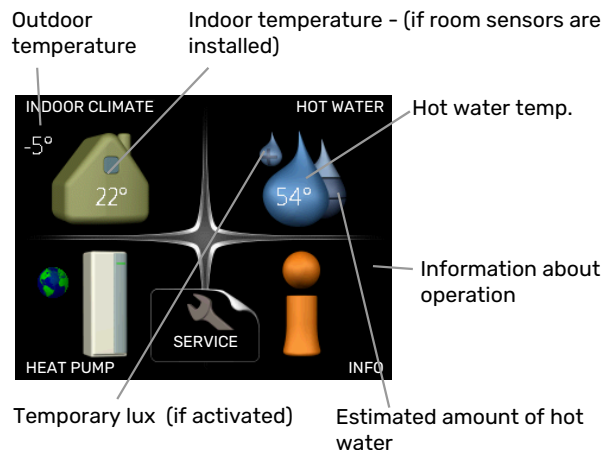 Outdoor
temperature
Indoor temperature - (if room sensors are
installed)
INDOOR CLIMATE
HOT WATER
-5°
Hot water temp.
22°
54°
Information about
operation
SERVICE
HEAT PUMP
INFO
Temporary lux (if activated)
Estimated amount of hot
water